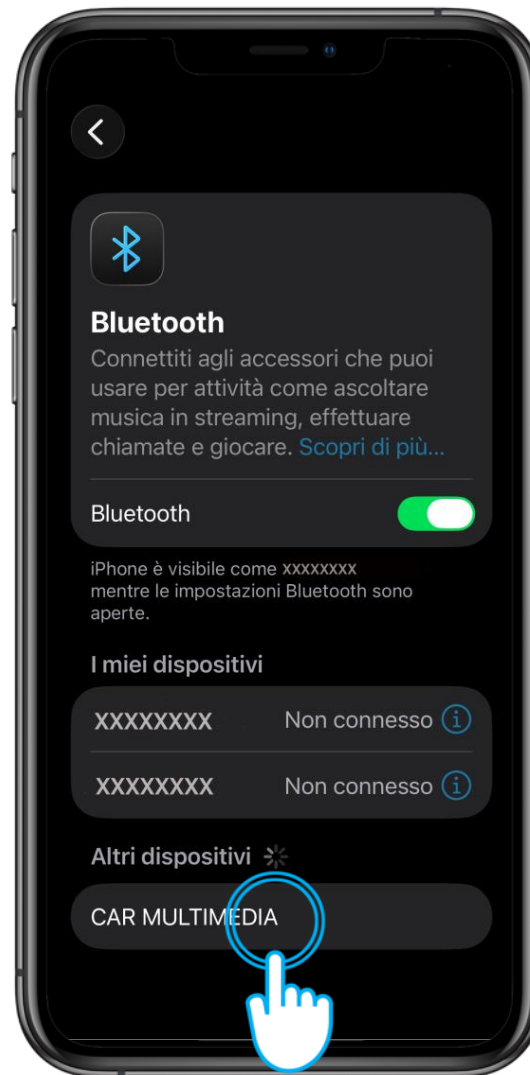 Bluetooth
Connettiti agli accessori che puoi
usare per attività come ascoltare
musica in streaming, effettuare
chiamate e giocare. Scopri di più...
Bluetooth
iPhone è visibile come xxxxxxxx
mentre le impostazioni Bluetooth sono
aperte.
I miei dispositivi
XXXXXXXX Non connesso
XXXXXXXX Non connesso
Altri dispositivi
CAR MULTIMEDIA